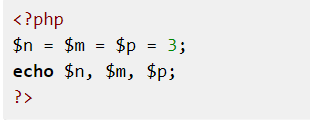 <?php
$n = $m = $p = 3;
echo $n, $m, $p;
?>